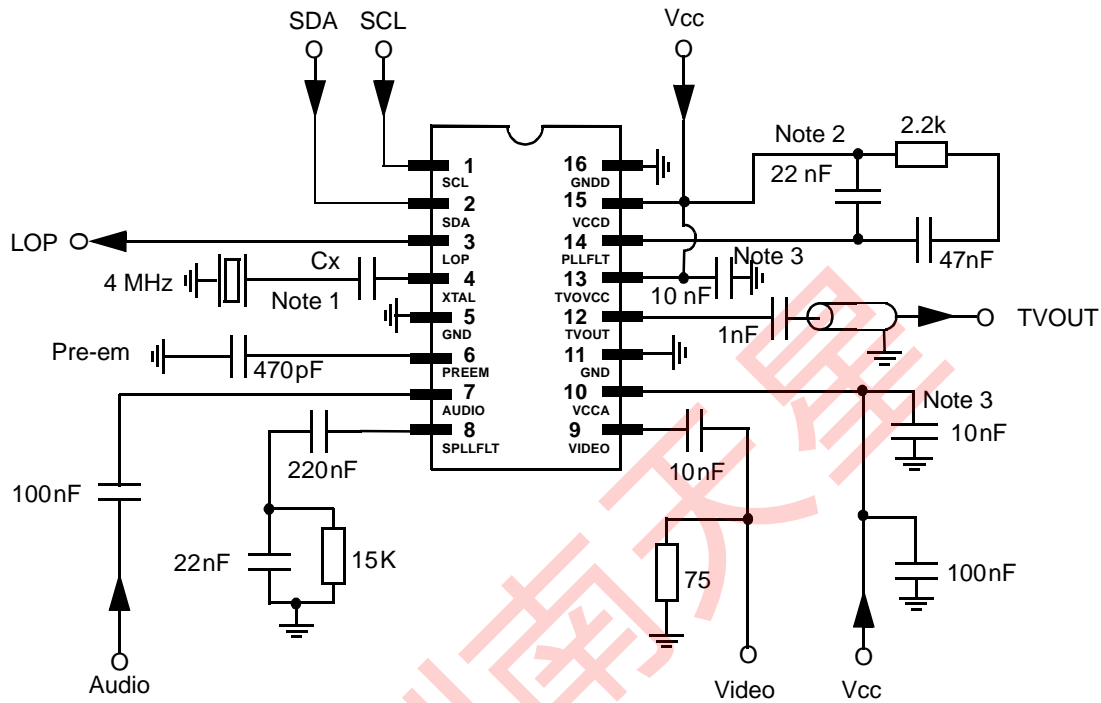 SDA SCL
Vcc
1
SCL
2
SDA
3
LOP
4
XTAL
5
GND
6
PREEM
7
AUDIO
8
SPLLFLT
16
GNDD
15
VCCD
14
PLLFLT
13
TVOVCC
12
TVOUT
11
GND
10
VCCA
9
VIDEO
LOP
4 MHz
Cx
Note 1
Pre-em
470pF
220nF
100nF
22nF
15K
Audio
Note 2
2.2k
22 nF
47nF
Note 3
10 nF
1nF
TVOUT
Note 3
10nF
10nF
75
100nF
Video
Vcc
南天星